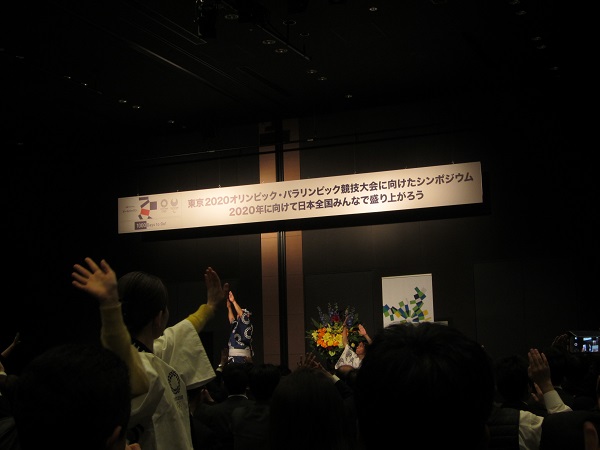 東京2020オリンピック・パラリンピック競技大会に向けたシンポジウム
2020年に向けて日本全国みんなで盛り上がろう